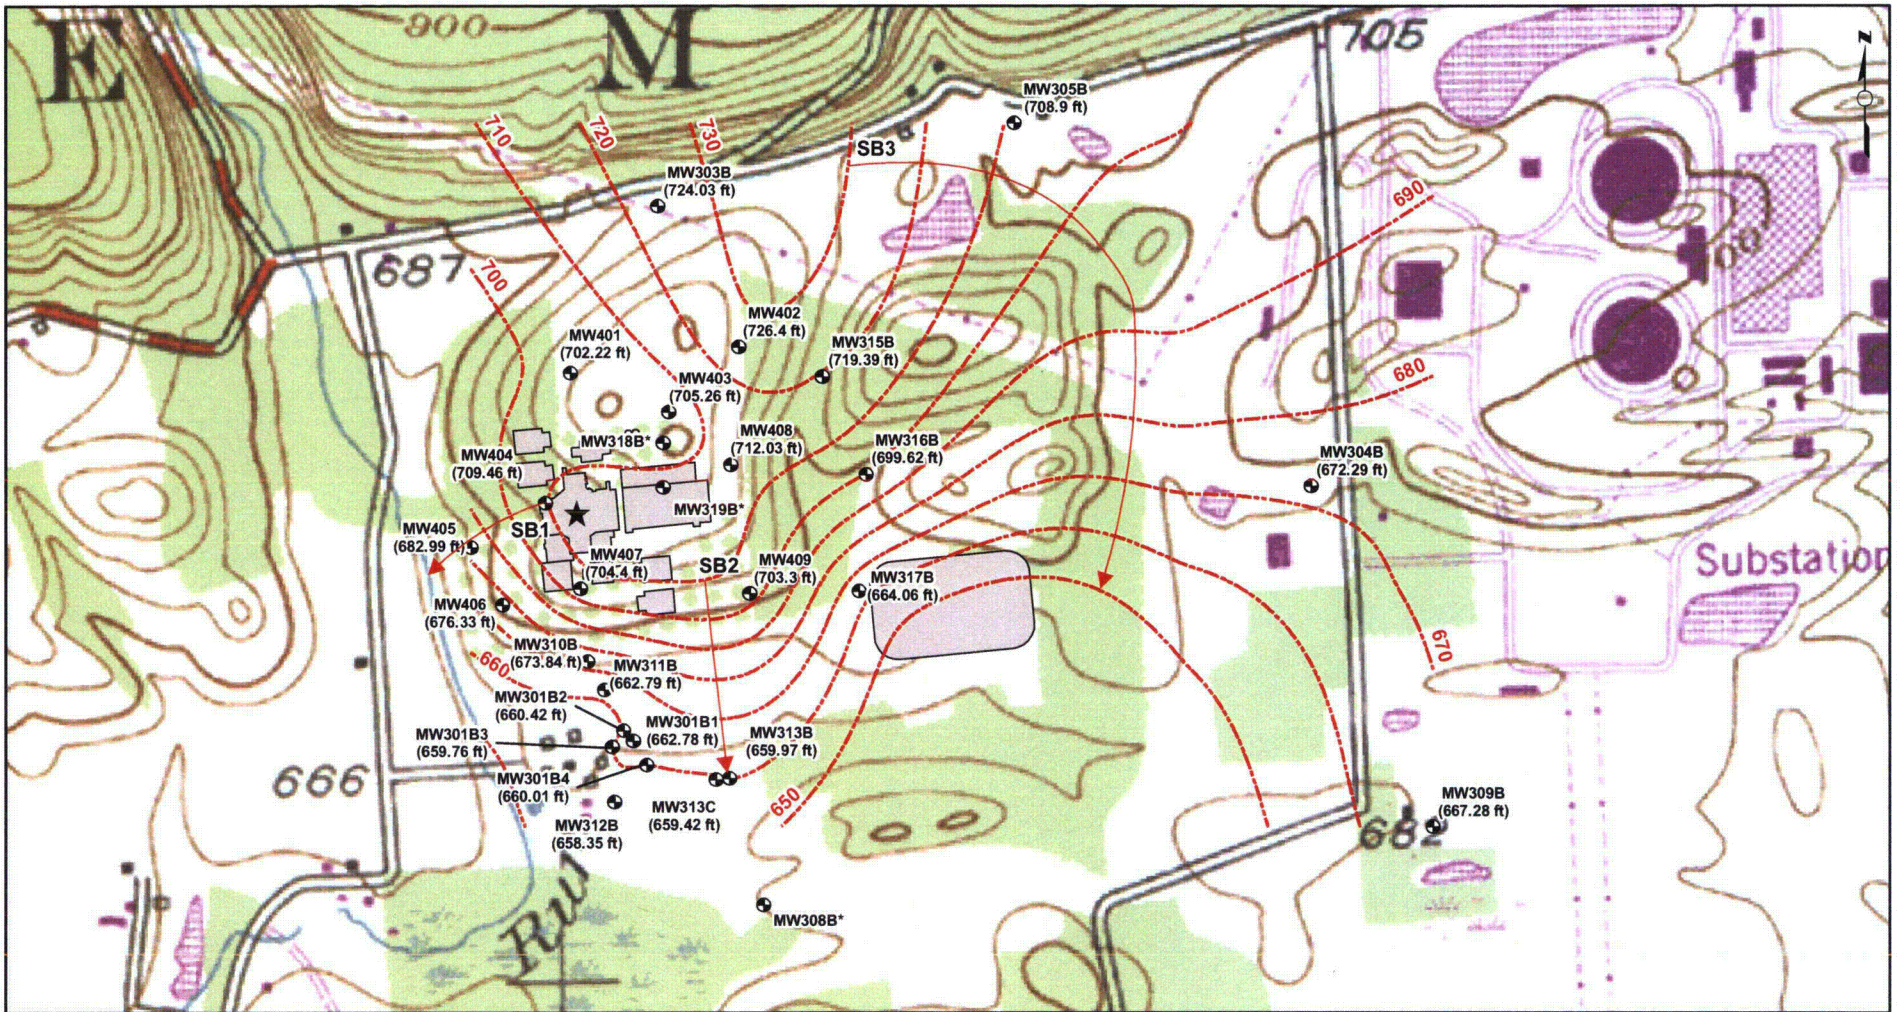 E M
900
705
N
MW305B
(708.9 ft)
710
720
730
SB3
MW303B
(724.03 ft)
690
687
700
MW402
(726.4 ft)
MW401
(702.22 ft)
MW315B
(719.39 ft)
MW403
(705.26 ft)
680
MW318B*
MW408
(712.03 ft)
MW316B
(699.62 ft)
MW404
(709.46 ft)
MW304B
(672.29 ft)
MW319B*
MW405
(682.99 ft)
SB1
MW407
(704.4 ft)
SB2
MW409
(703.3 ft)
Substation
MW317B
(664.06 ft)
MW406
(676.33 ft)
670
MW310B
(673.84 ft)
660
MW311B
(662.79 ft)
MW301B2
(660.42 ft)
MW301B1
(662.78 ft)
MW301B3
(659.76 ft)
MW313B
(659.97 ft)
666
MW301B4
(660.01 ft)
650
MW313C
(659.42 ft)
MW312B
(658.35 ft)
MW309B
(667.28 ft)
682
Run
MW308B*